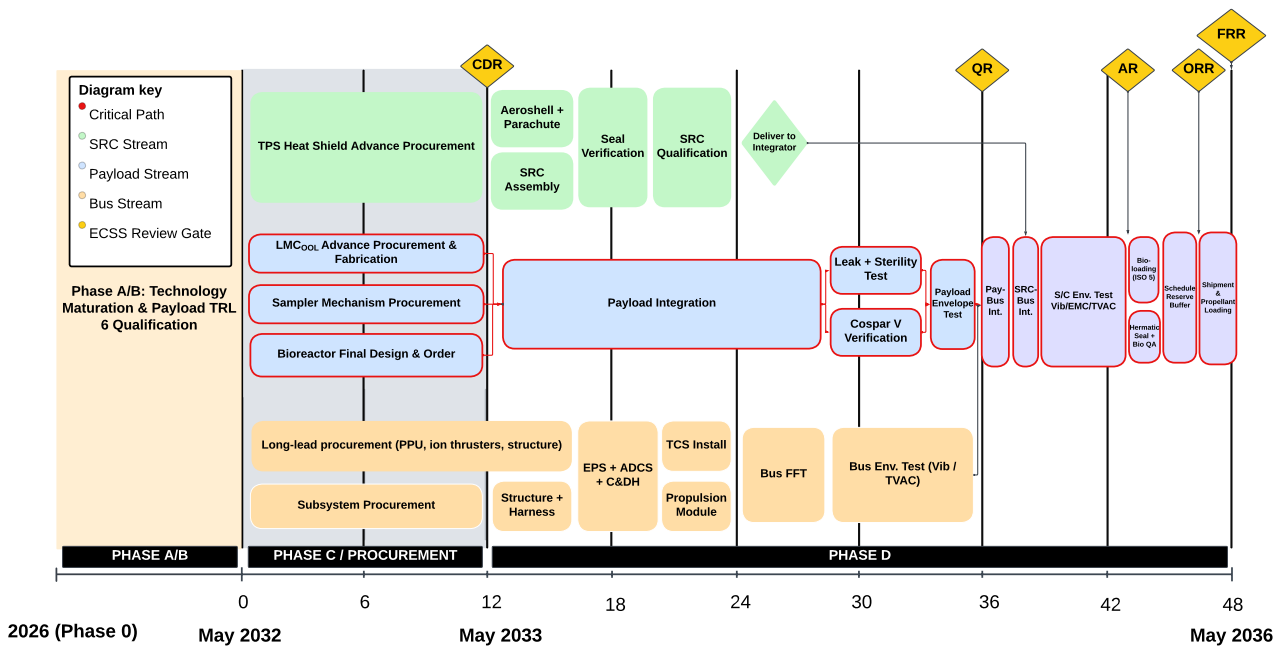 FRR
CDR
QR
AR
ORR
Diagram key
Critical Path
SRC Stream
Payload Stream
Bus Stream
ECSS Review Gate
Phase A/B: Technology
Maturation & Payload TRL
6 Qualification
TPS Heat Shield Advance Procurement
Aeroshell +
Parachute
SRC
Assembly
Seal
Verification
SRC
Qualification
Deliver to
Integrator
LMCOOL Advance Procurement &
Fabrication
Sampler Mechanism Procurement
Bioreactor Final Design & Order
Payload Integration
Leak + Sterility
Test
Cospar V
Verification
Payload
Envelope
Test
Pay-
Bus
Int.
SRC-
Bus
Int.
S/C Env. Test
Vib/EMC/TVAC
Bio-
loading
(ISO 5)
Hermatic
Seal +
Bio QA
Schedule
Reserve
Buffer
Shipment
&
Propellant
Loading
Long-lead procurement (PPU, ion thrusters, structure)
Subsystem Procurement
Structure +
Harness
EPS + ADCS
+ C&DH
TCS Install
Propulsion
Module
Bus FFT
Bus Env. Test (Vib /
TVAC)
PHASE A/B
PHASE C / PROCUREMENT
PHASE D
0
6
12
18
24
30
36
42
48
2026 (Phase 0)
May 2032
May 2033
May 2036